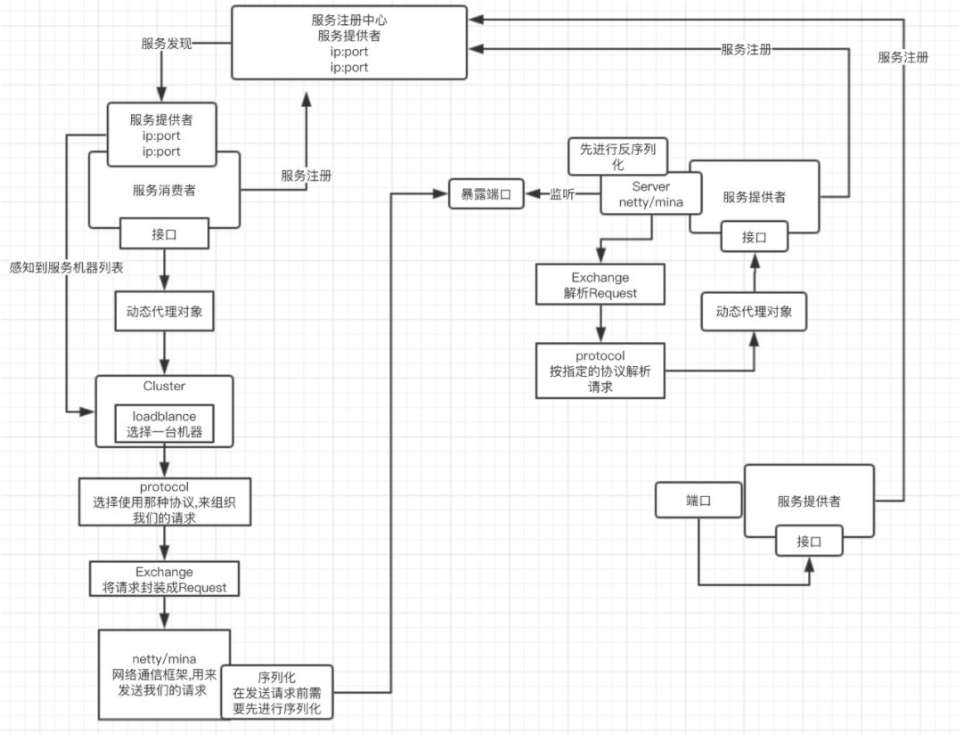 服务注册中心
服务提供者
ip:port
ip:port
服务发现
服务注册
服务注册
服务提供者
ip:port
ip:port
服务消费者
服务注册
接口
感知到服务机器列表
动态代理对象
Cluster
loadblance
选择一台机器
protocol
选择使用那种协议,来组织
我们的请求
Exchange
将请求封装成Request
netty/mina
网络通信框架,用来
发送我们的请求
序列化
在发送请求前需
要先进行序列化
暴露端口
监听
先进行反序列
化
Server
netty/mina
服务提供者
接口
Exchange
解析Request
动态代理对象
protocol
按指定的协议解析
请求
端口
服务提供者
接口